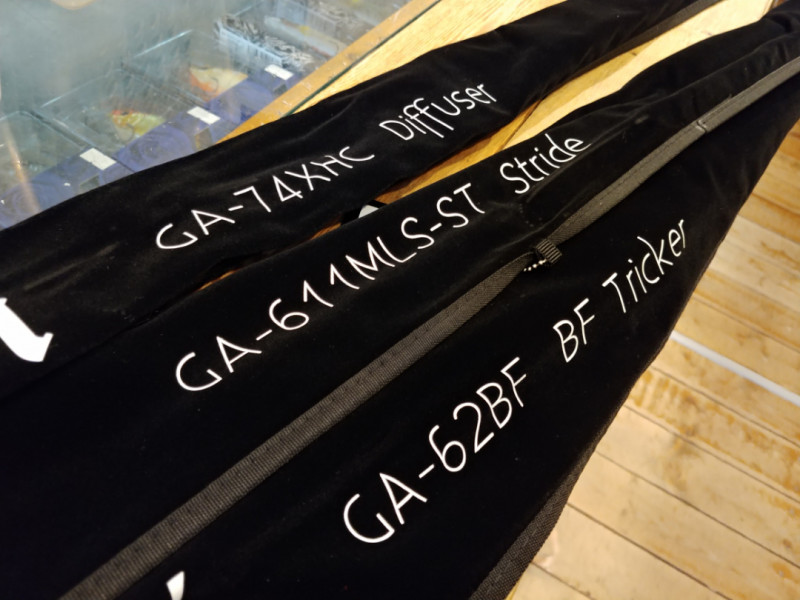 GA-74XHC Diffuser
GA-611MLS-ST Stride
GA-62BF BF Tricker